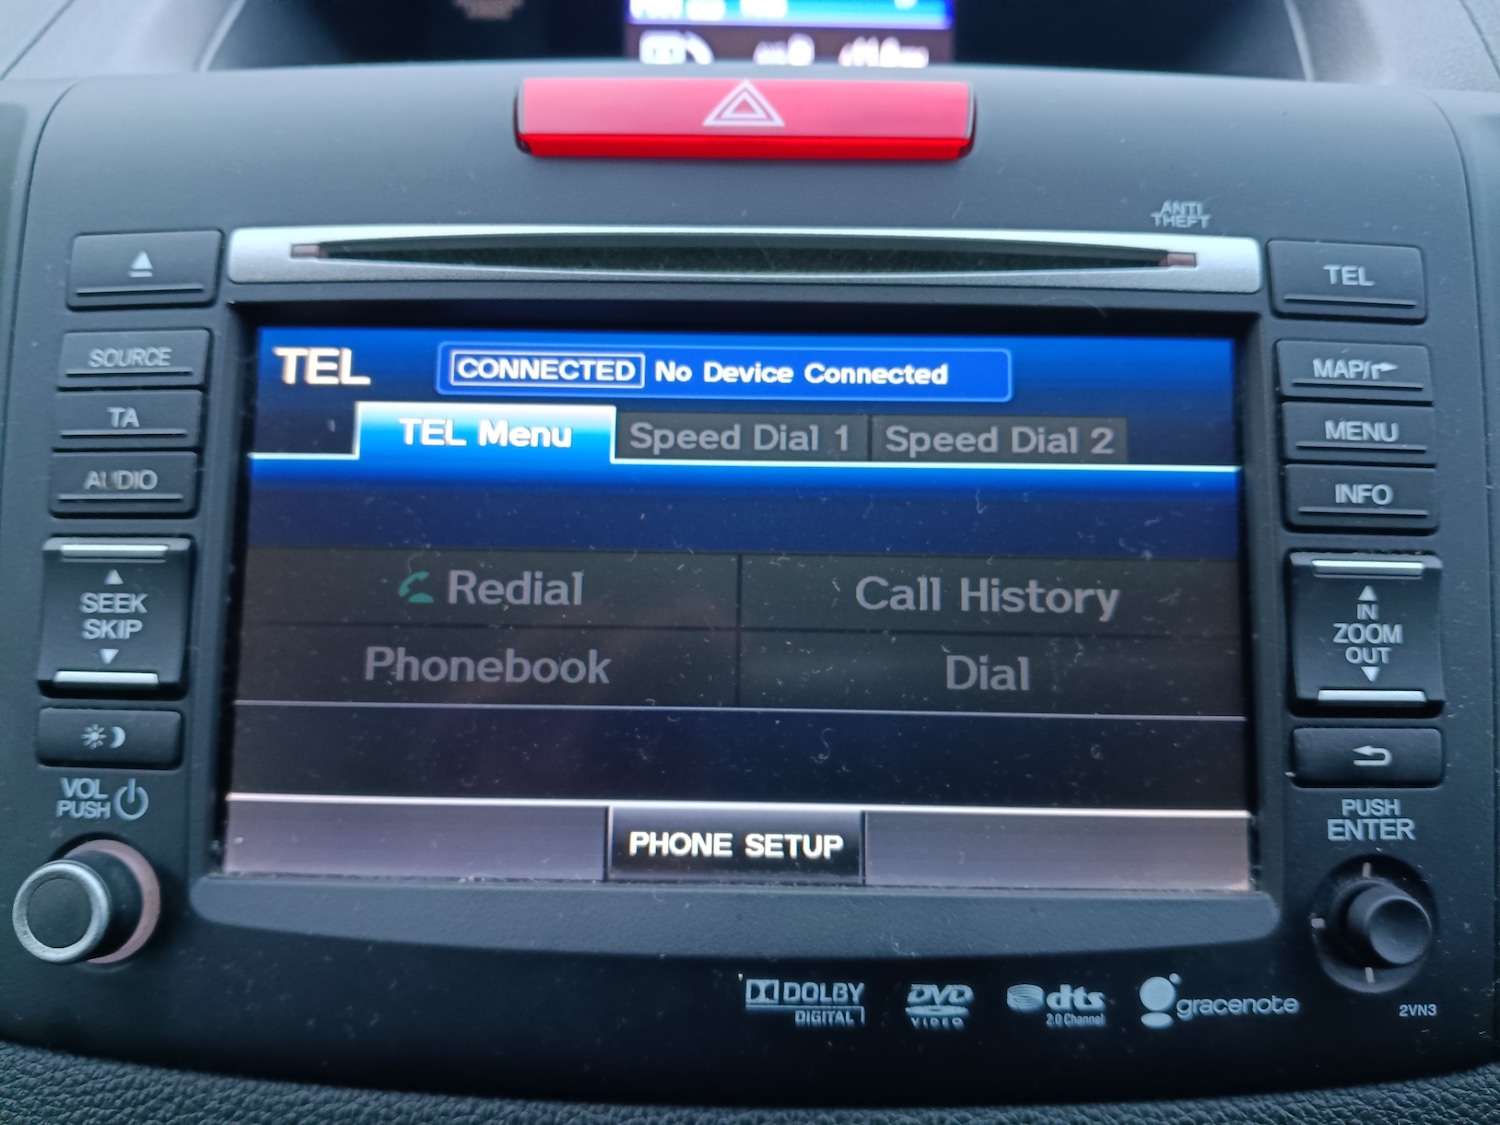 ANTI
THEFT
TEL
SOURCE
TA
AUDIO
SEEK
SKIP
VOL
PUSH
TEL
CONNECTED No Device Connected
TEL Menu Speed Dial 1 Speed Dial 2
Redial Call History
Phonebook Dial
PHONE SETUP
MAP/
MENU
INFO
IN
ZOOM
OUT
PUSH
ENTER
DOLBY
DIGITAL
DVD
VIDEO
dts
2.0 Channel
gracenote
2VN3